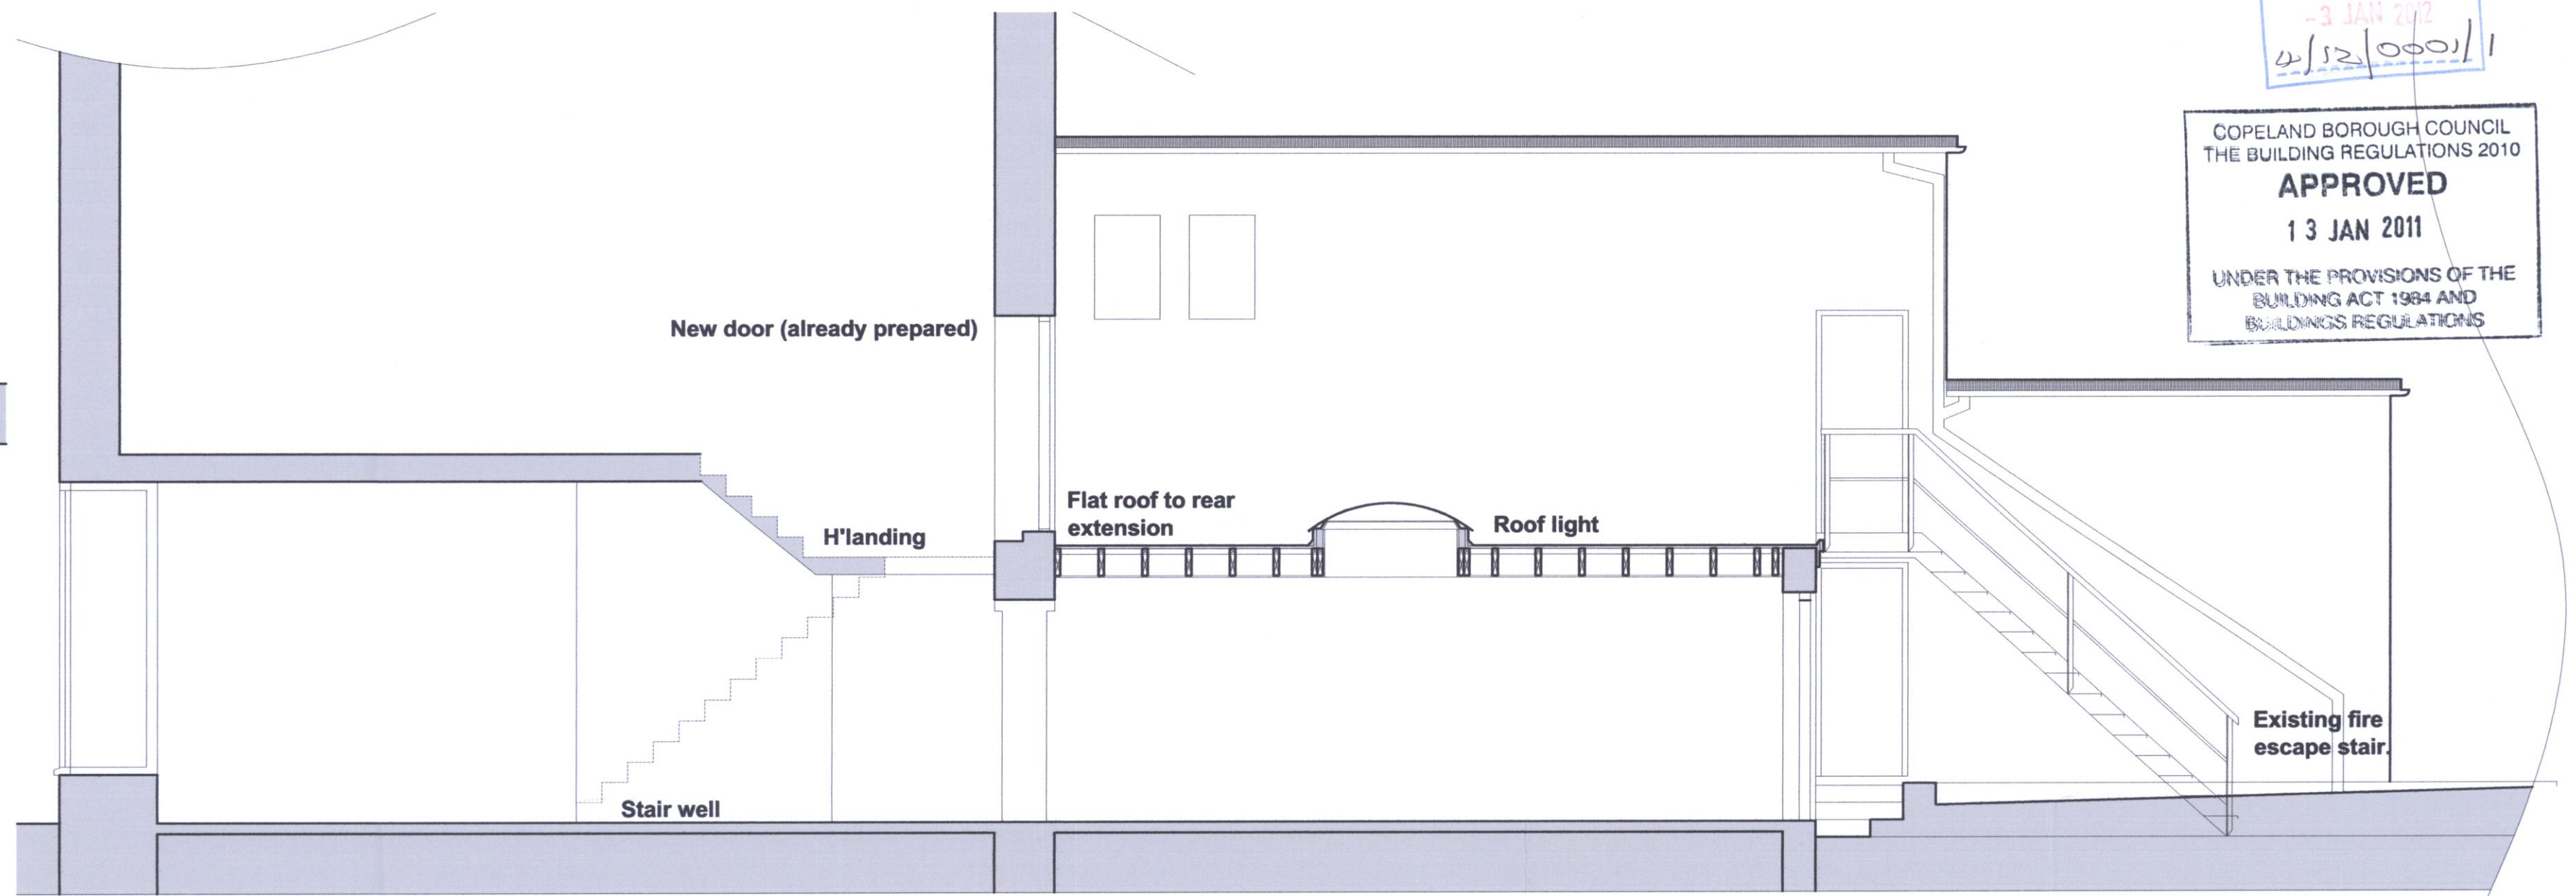 -3 JAN 2012
4/12/0001/1
COPELAND BOROUGH COUNCIL
THE BUILDING REGULATIONS 2010
APPROVED
13 JAN 2011
UNDER THE PROVISIONS OF THE
BUILDING ACT 1984 AND
BUILDINGS REGULATIONS
New door (already prepared)
Flat roof to rear
extension
Roof light
H'landing
Existing fire
escape stair.
Stair well